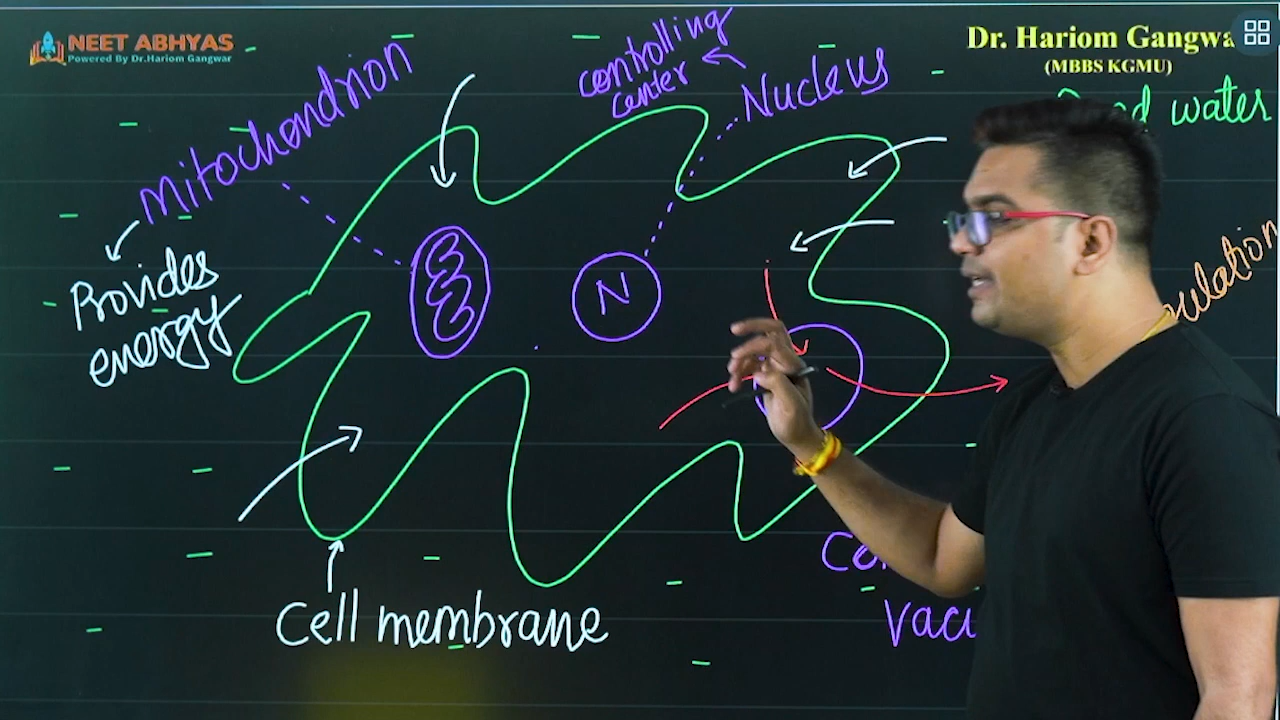 NEET ABHYAS
Powered By Dr.Hariom Gangwar
Dr. Hariom Gangwa
(MBBS KGMU)
controlling
center
Nucleus
Mitochondrion
water
Provides
energy
N
Cell membrane